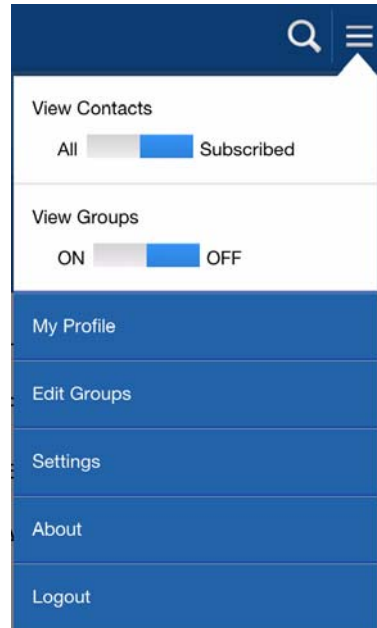 View Contacts
All Subscribed
View Groups
ON OFF
My Profile
Edit Groups
Settings
About
Logout